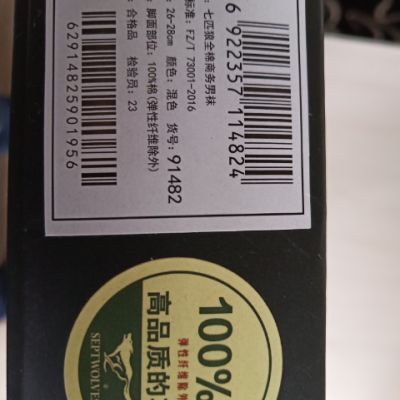 6 922357 114824
: 七匹狼全棉商务男袜
标准: FZ/T 73001-2016
: 26-28cm 颜色: 混色 货号: 91482
: 脚面部位: 100%棉(弹性纤维除外)
: 合格品 检验员: 23
62914825901956
100%
弹性纤维除外
高品质的
SEPTWOLVE